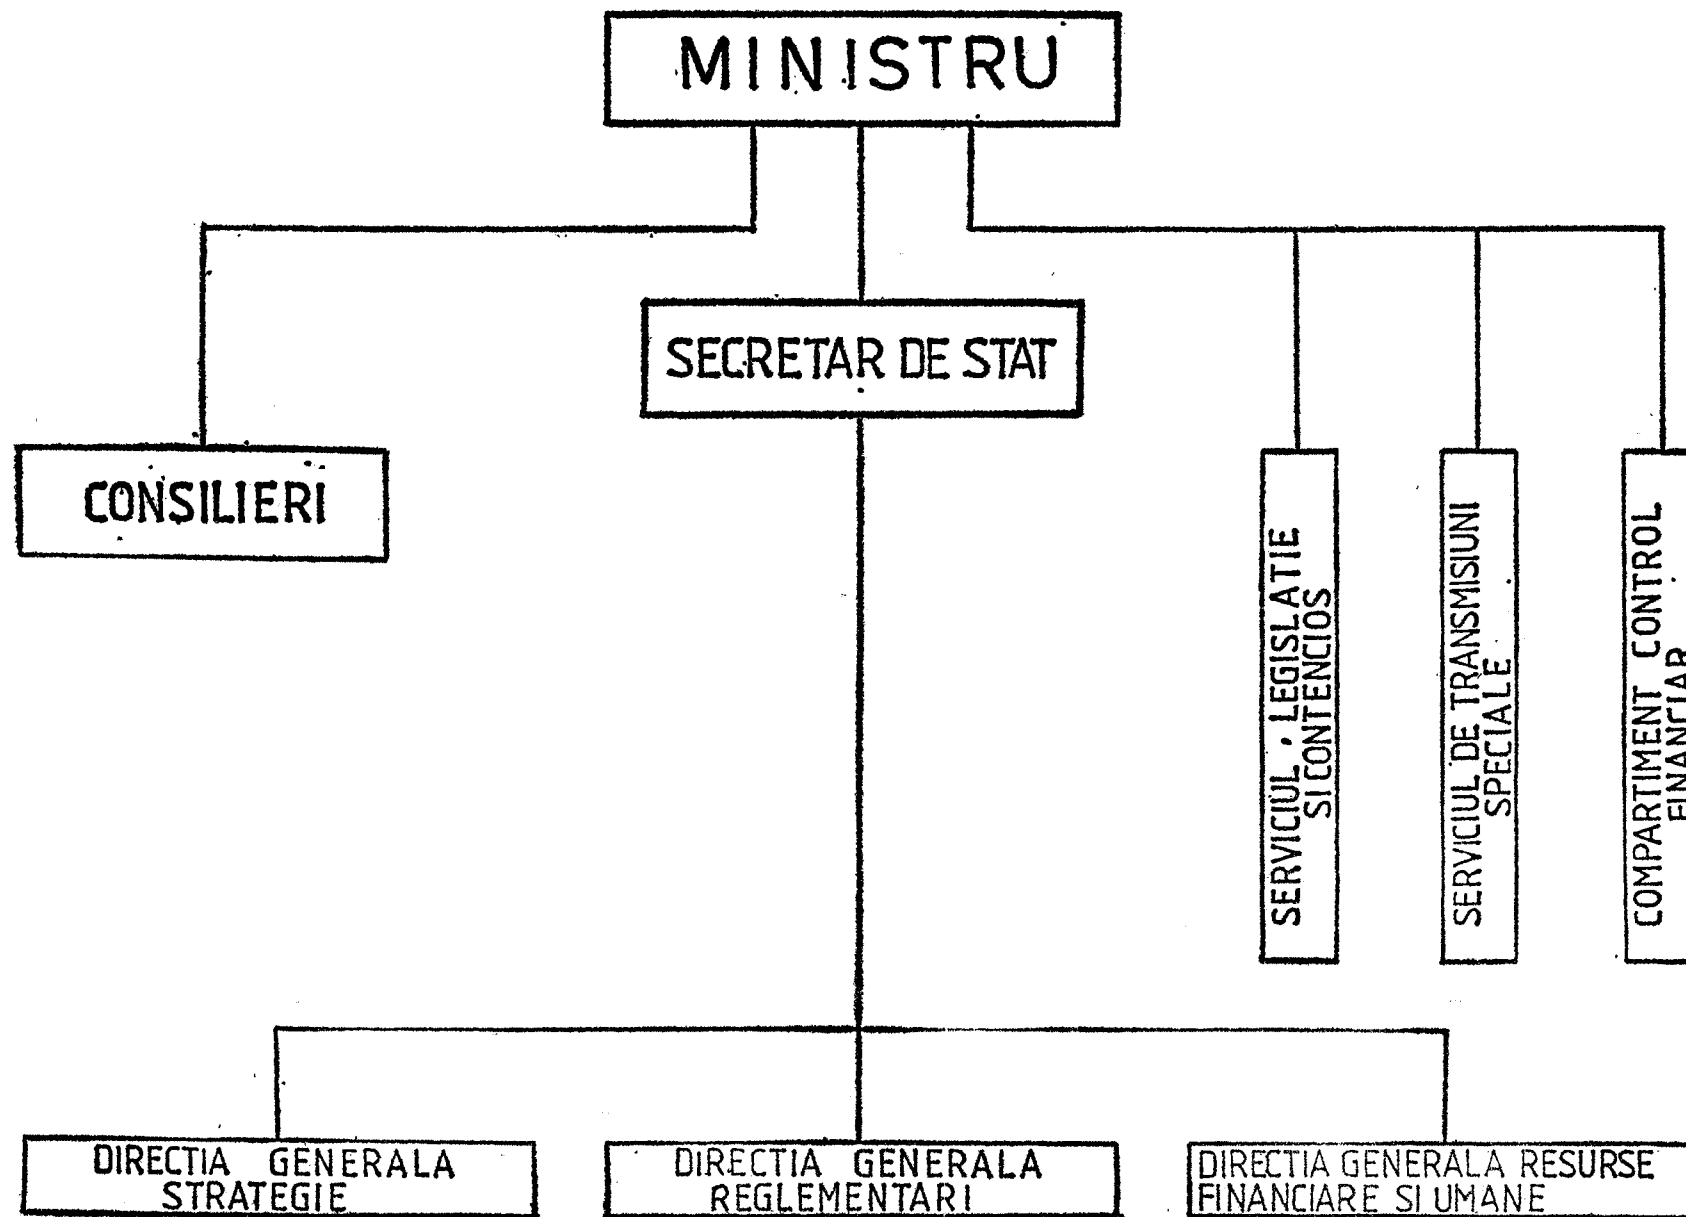 MINISTRU
SECRETAR DE STAT
CONSILIERI
SERVICIUL, LEGISLATIE
SI CONTENCIOS
SERVICIUL DE TRANSMISIUNI
SPECIALE
COMPARTIMENT CONTROL
FINANCIAR
DIRECTIA GENERALA
STRATEGIE
DIRECTIA GENERALA
REGLEMENTARI
DIRECTIA GENERALA RESURSE
FINANCIARE SI UMANE